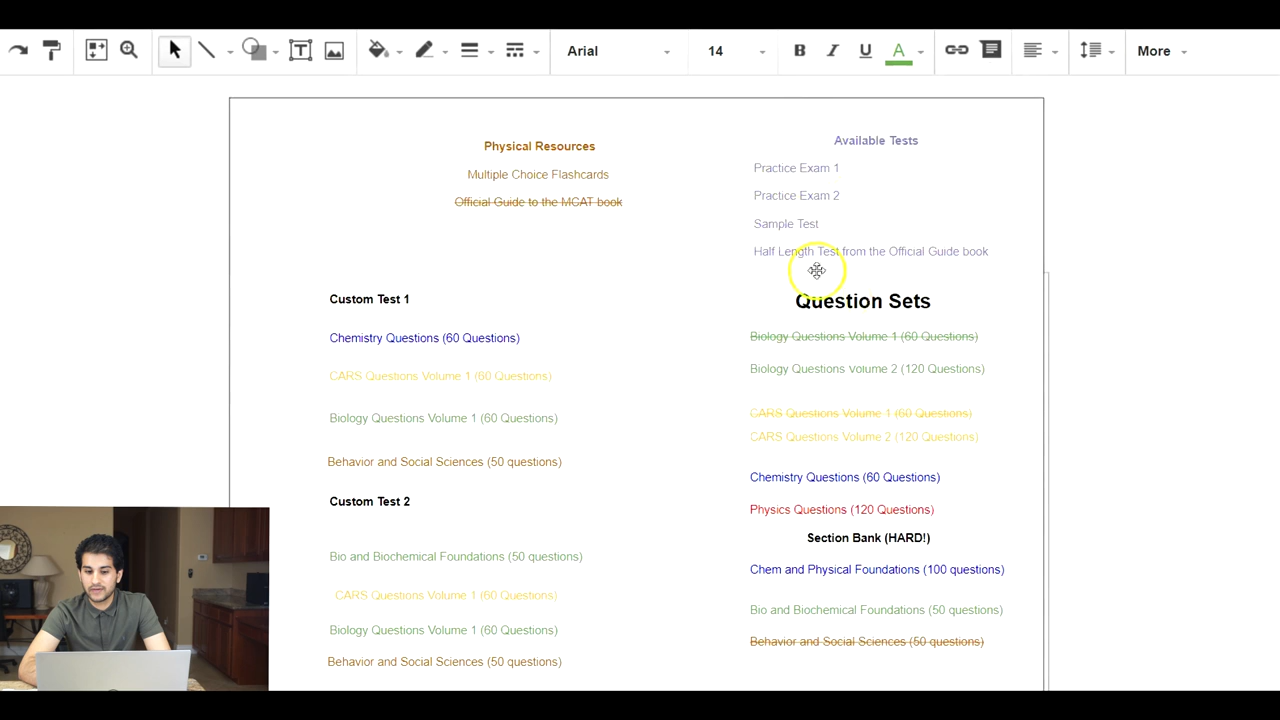 Arial
14
B
I
U
A
More
Physical Resources
Multiple Choice Flashcards
Official Guide to the MCAT book
Available Tests
Practice Exam 1
Practice Exam 2
Sample Test
Half Length Test from the Official Guide book
Custom Test 1
Chemistry Questions (60 Questions)
CARS Questions Volume 1 (60 Questions)
Biology Questions Volume 1 (60 Questions)
Behavior and Social Sciences (50 questions)
Custom Test 2
Bio and Biochemical Foundations (50 questions)
CARS Questions Volume 1 (60 Questions)
Biology Questions Volume 1 (60 Questions)
Behavior and Social Sciences (50 questions)
Question Sets
Biology Questions Volume 1 (60 Questions)
Biology Questions Volume 2 (120 Questions)
CARS Questions Volume 1 (60 Questions)
CARS Questions Volume 2 (120 Questions)
Chemistry Questions (60 Questions)
Physics Questions (120 Questions)
Section Bank (HARD!)
Chem and Physical Foundations (100 questions)
Bio and Biochemical Foundations (50 questions)
Behavior and Social Sciences (50 questions)